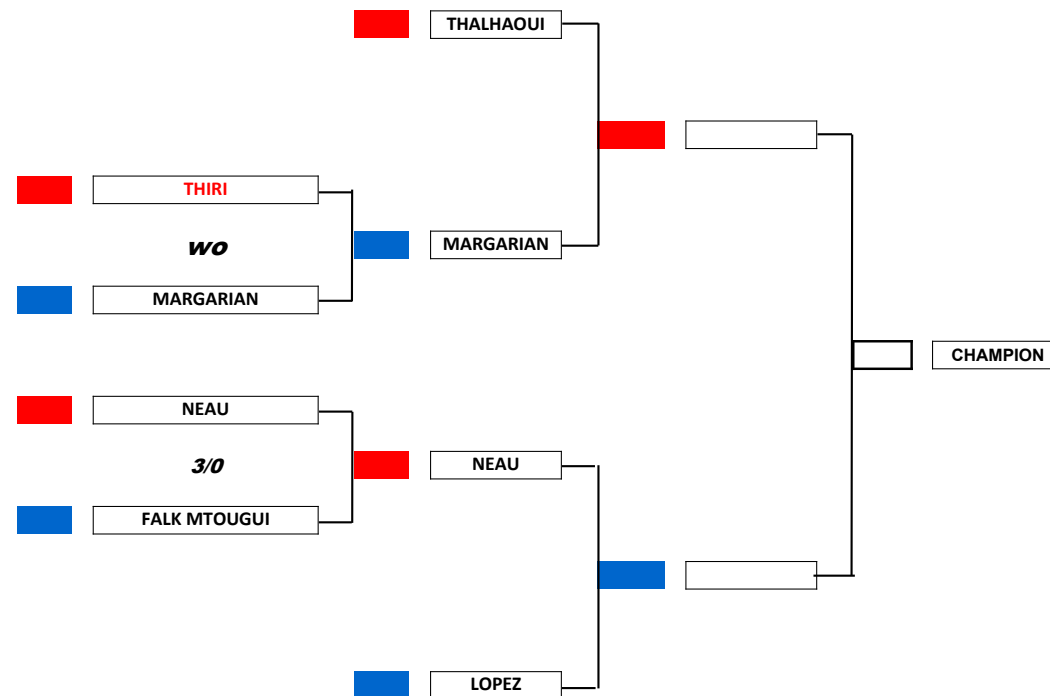 THALHAOUI
THIRI
WO
MARGARIAN
MARGARIAN
CHAMPION
NEAU
3/0
NEAU
FALK MTOUGUI
LOPEZ